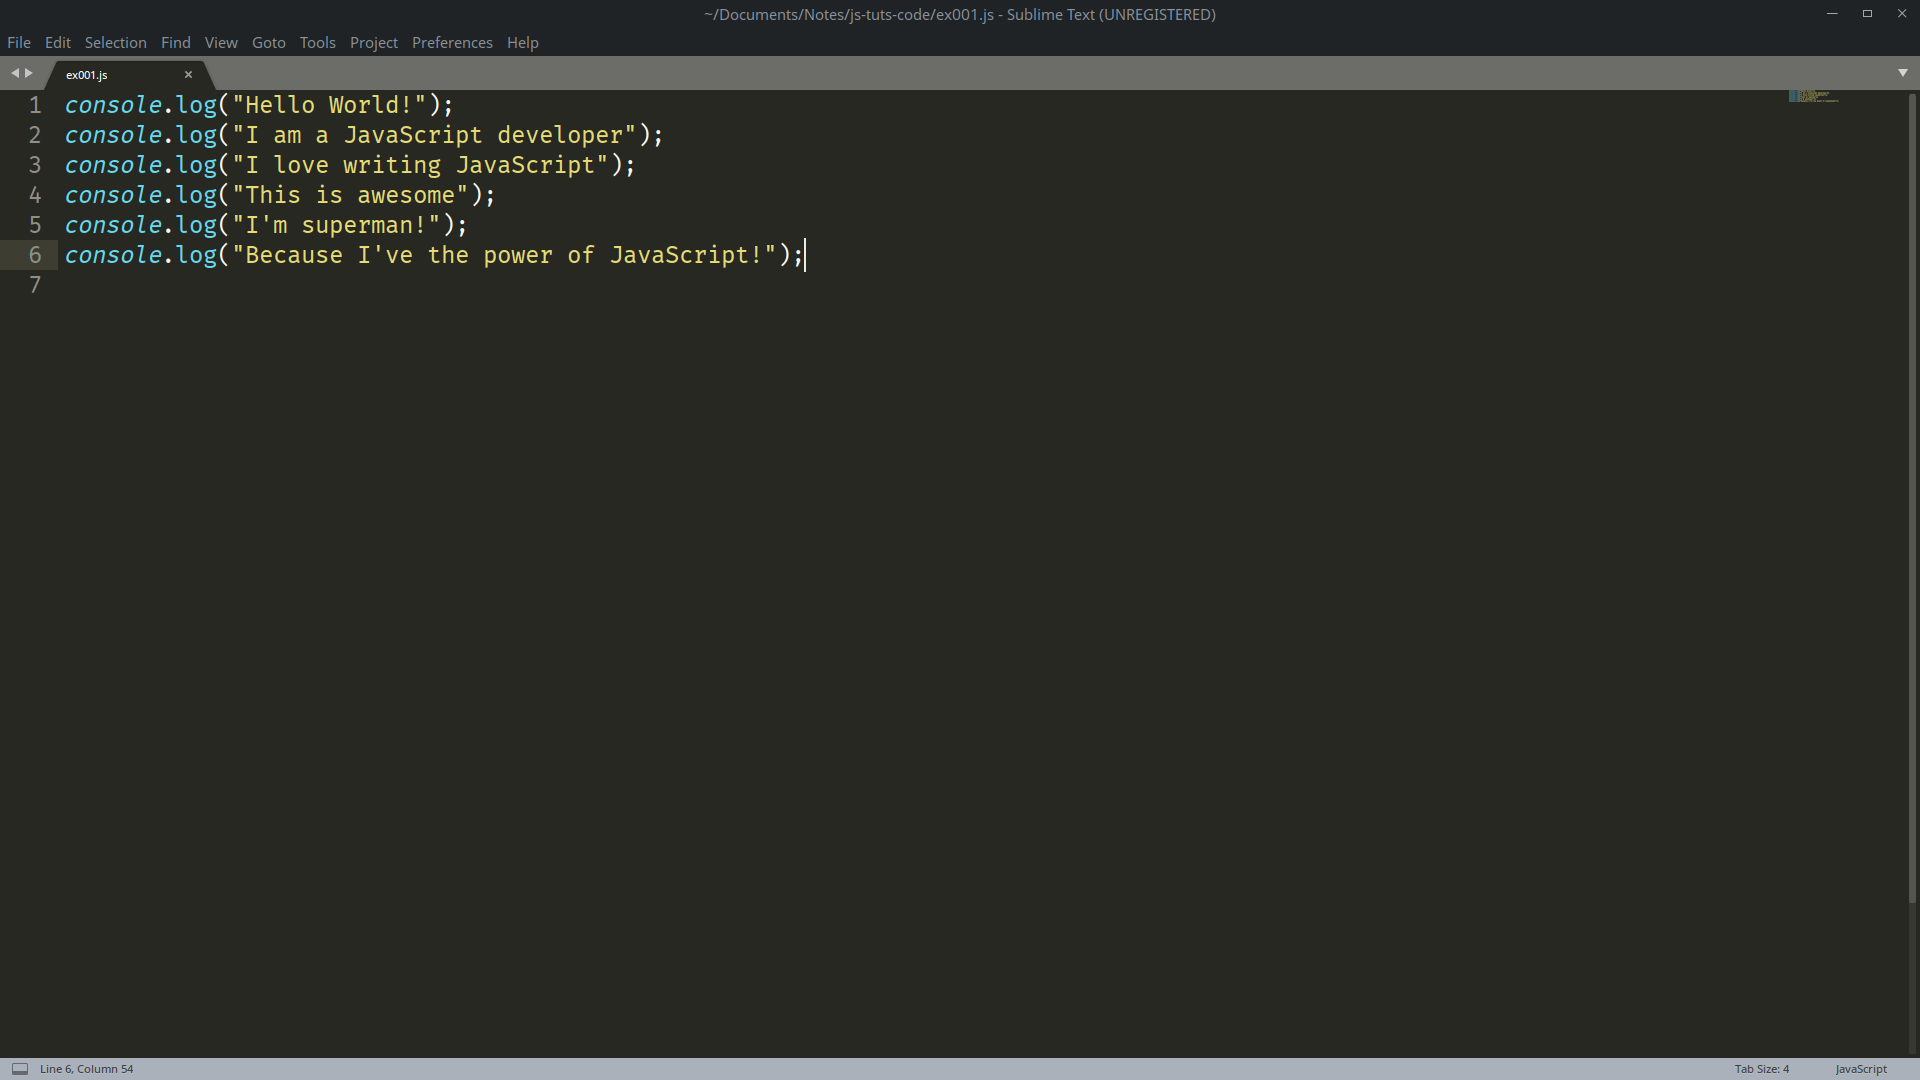 ~/Documents/Notes/js-tuts-code/ex001.js - Sublime Text (UNREGISTERED)
File Edit Selection Find View Goto Tools Project Preferences Help
ex001.js
1 console.log("Hello World!");
2 console.log("I am a JavaScript developer");
3 console.log("I love writing JavaScript");
4 console.log("This is awesome");
5 console.log("I'm superman!");
6 console.log("Because I've the power of JavaScript!");
7
Line 6, Column 54 Tab Size: 4 JavaScript